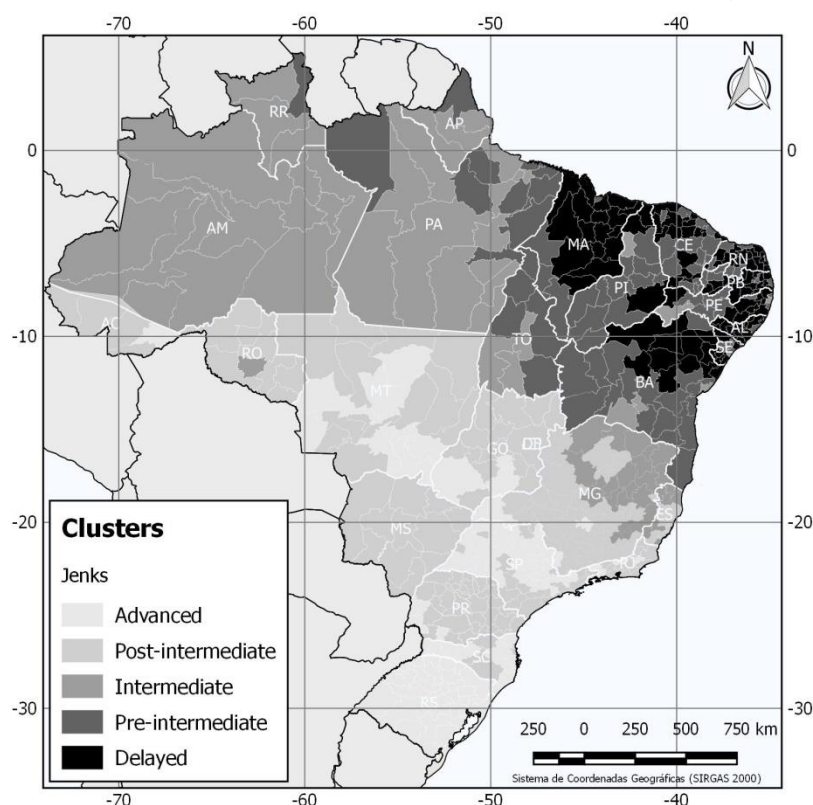 -70 -60 -50 -40
N
RR
AP
0 0
AM PA
MA CE
RN
PI PB
PE
-10 AC -10
AL
RO TO SE
BA
MT
GO DF
MG
-20 ES -20
MS
SP RJ
PR
SC
-30 RS -30
Clusters
Jenks
Advanced
Post-intermediate
Intermediate
Pre-intermediate
Delayed
250 0 250 500 750 km
Sistema de Coordenadas Geográficas (SIRGAS 2000)
-70 -60 -50 -40